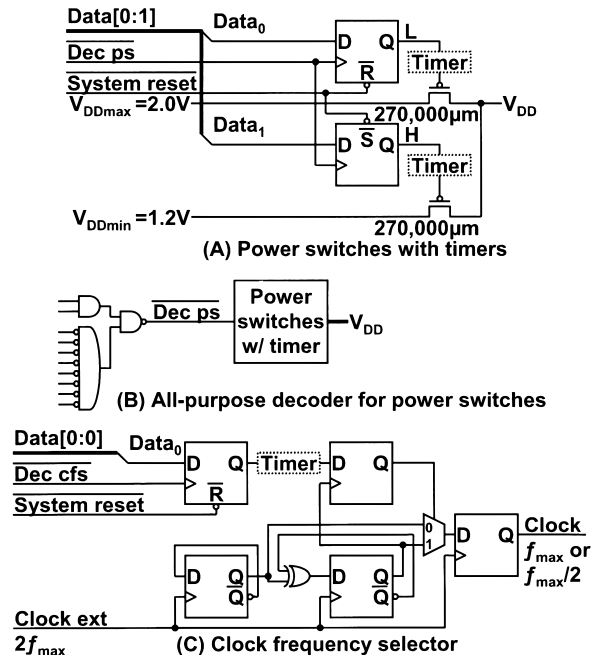 Data[0:1]
Data0
L
D Q
Dec ps
R
Timer
System reset
VDDmax =2.0V
270,000µm
VDD
Data1
S
H
D Q
Timer
VDDmin =1.2V
270,000µm
(A) Power switches with timers
Dec ps
Power
switches
w/ timer
VDD
(B) All-purpose decoder for power switches
Data[0:0]
Data0
D Q
Timer
D
Dec cfs
R
System reset
0
1
D Q
Clock
fmax or
fmax/2
D Q
Q
D
Q
Clock ext
2fmax
(C) Clock frequency selector